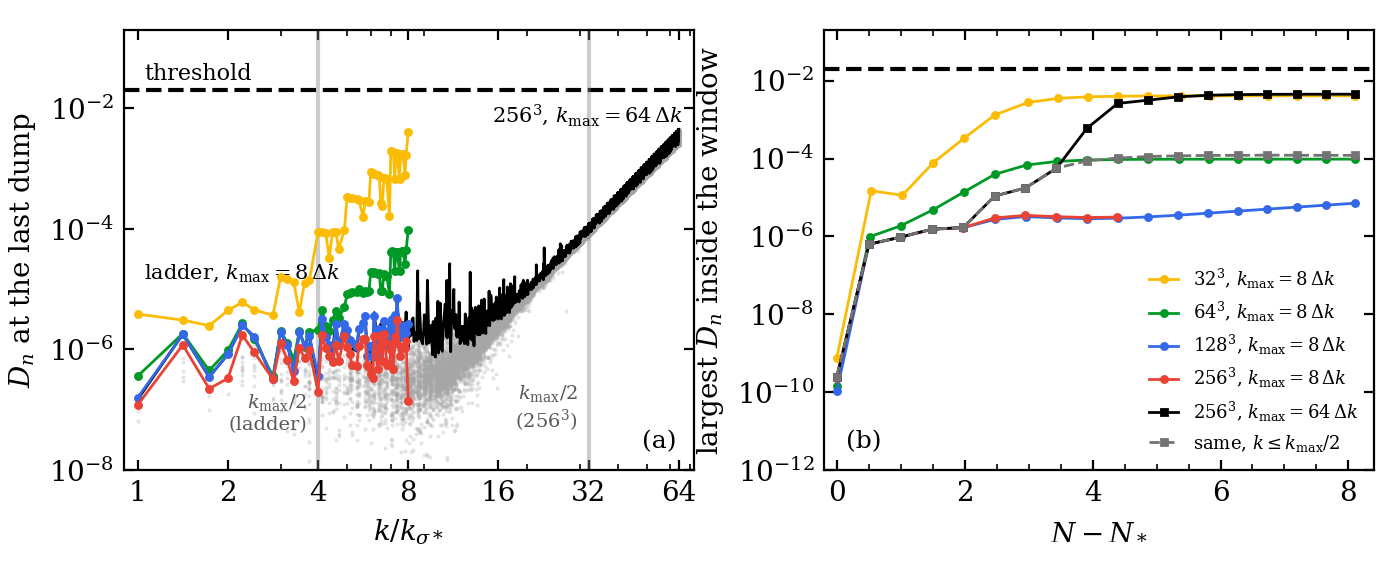 threshold
256³, k_max = 64 Δk
ladder, k_max = 8 Δk
k_max/2
(ladder)
k_max/2
(256³)
(a)
D_n at the last dump
10⁻²
10⁻⁴
10⁻⁶
10⁻⁸
1 2 4 8 16 32 64
k/k_σ*
largest D_n inside the window
10⁻²
10⁻⁴
10⁻⁶
10⁻⁸
10⁻¹⁰
10⁻¹²
32³, k_max = 8 Δk
64³, k_max = 8 Δk
128³, k_max = 8 Δk
256³, k_max = 8 Δk
256³, k_max = 64 Δk
same, k ≤ k_max/2
(b)
0 2 4 6 8
N − N_*